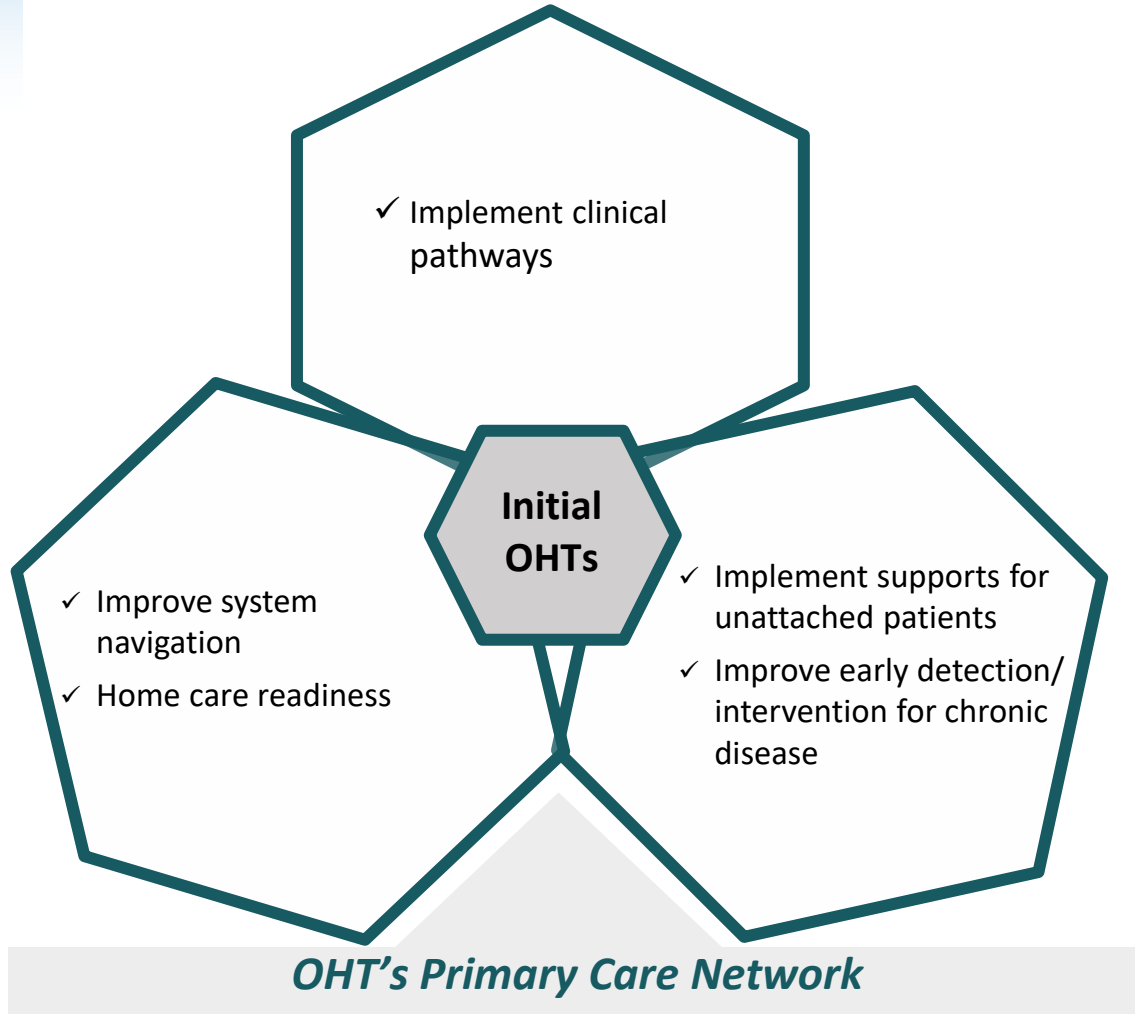 ✓ Implement clinical
pathways
Initial
OHTs
✓ Improve system
navigation
✓ Home care readiness
✓ Implement supports for
unattached patients
✓ Improve early detection/
intervention for chronic
disease
OHT's Primary Care Network